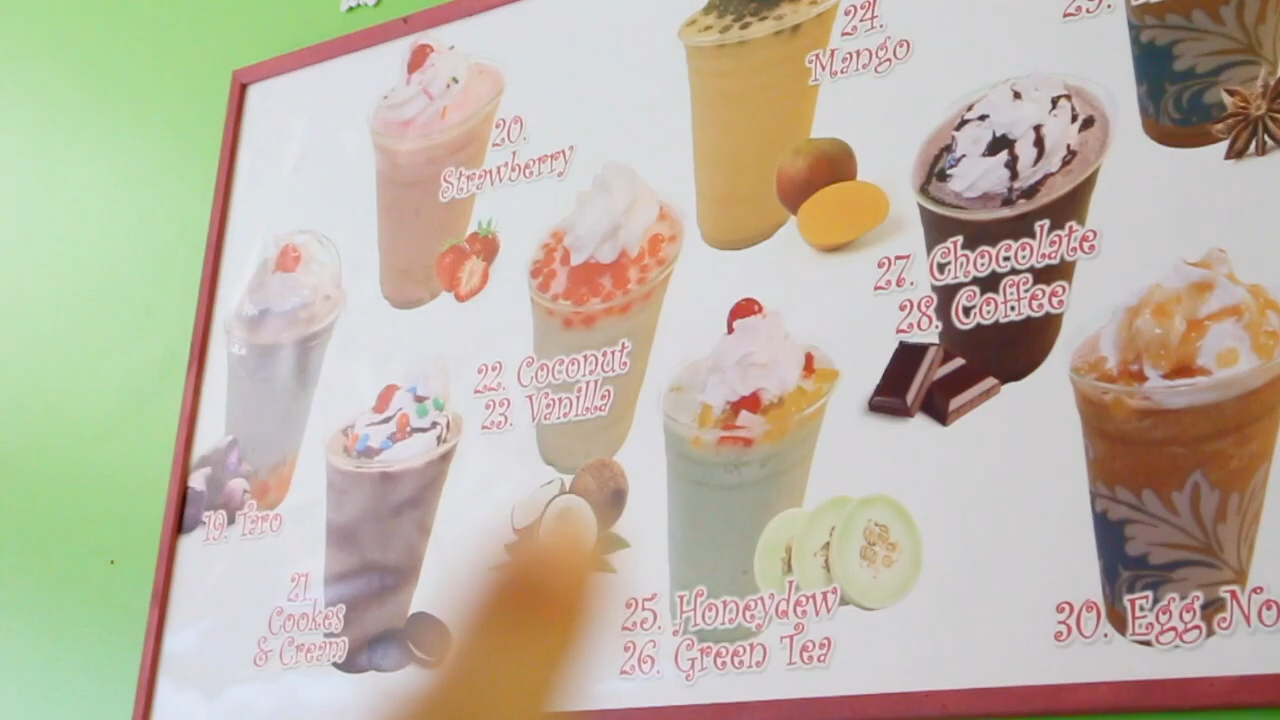 20.
Strawberry
24.
Mango
29.
27. Chocolate
28. Coffee
22. Coconut
23. Vanilla
19. Taro
21.
Cookes
& Cream
25. Honeydew
26. Green Tea
30. Egg No